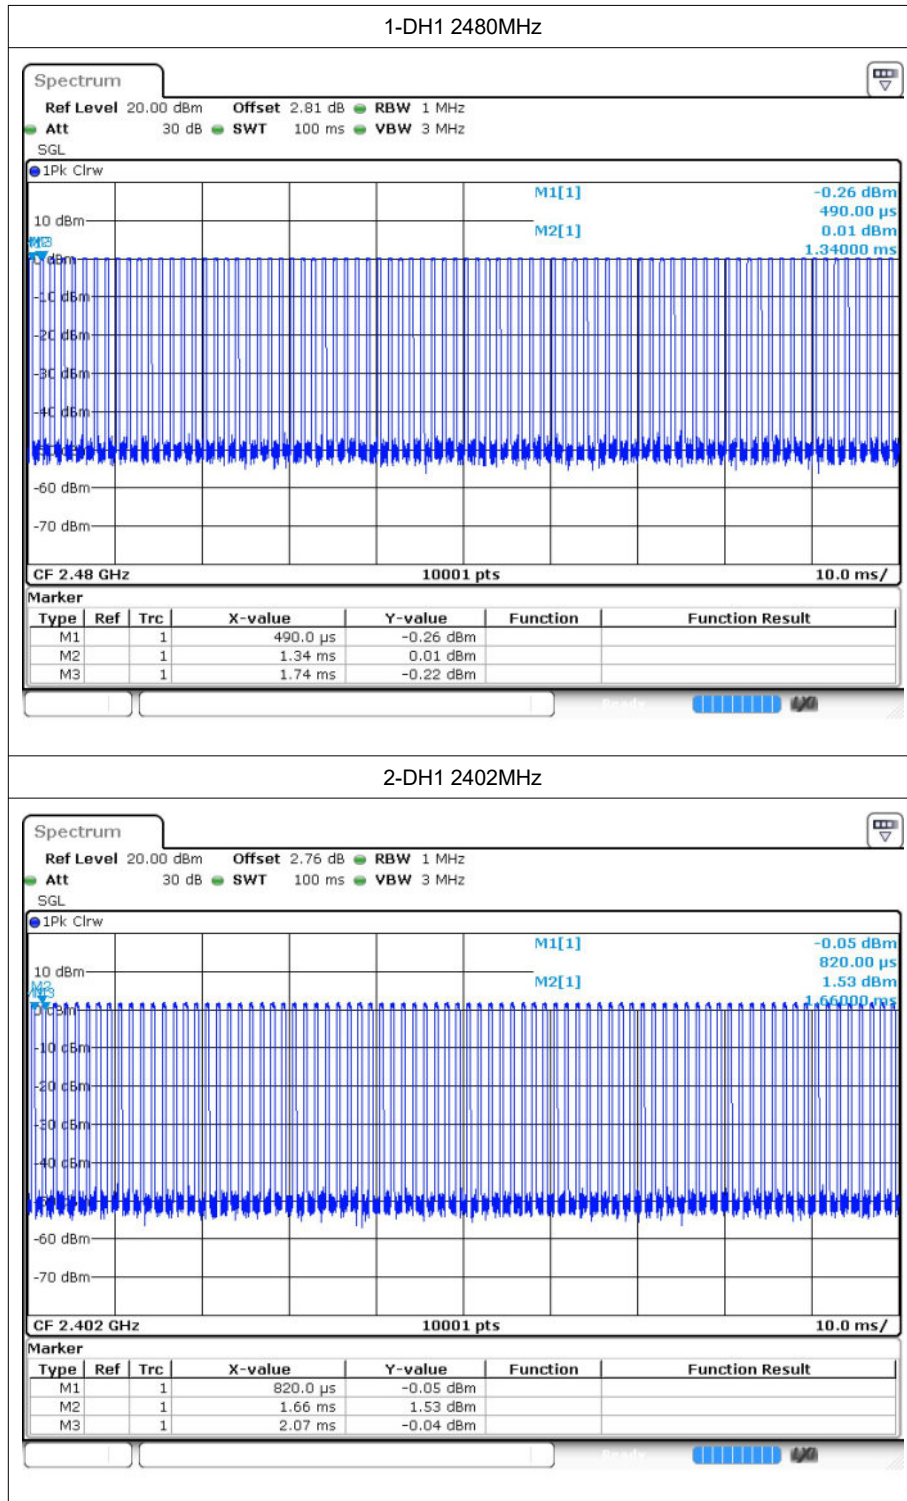 1-DH1 2480MHz
Spectrum
Ref Level 20.00 dBm Offset 2.81 dB RBW 1 MHz
Att 30 dB SWT 100 ms VBW 3 MHz
SGL
1Pk Clrw
M1[1] -0.26 dBm
490.00 µs
10 dBm
M2[1] 0.01 dBm
1.34000 ms
0 dBm
-10 dBm
-20 dBm
-30 dBm
-40 dBm
-60 dBm
-70 dBm
CF 2.48 GHz 10001 pts 10.0 ms/
Marker
Type Ref Trc X-value Y-value Function Function Result
M1 1 490.0 µs -0.26 dBm
M2 1 1.34 ms 0.01 dBm
M3 1 1.74 ms -0.22 dBm
Ready
2-DH1 2402MHz
Spectrum
Ref Level 20.00 dBm Offset 2.76 dB RBW 1 MHz
Att 30 dB SWT 100 ms VBW 3 MHz
SGL
1Pk Clrw
M1[1] -0.05 dBm
820.00 µs
10 dBm
M2[1] 1.53 dBm
1.66000 ms
0 dBm
-10 dBm
-20 dBm
-30 dBm
-40 dBm
-60 dBm
-70 dBm
CF 2.402 GHz 10001 pts 10.0 ms/
Marker
Type Ref Trc X-value Y-value Function Function Result
M1 1 820.0 µs -0.05 dBm
M2 1 1.66 ms 1.53 dBm
M3 1 2.07 ms -0.04 dBm
Ready